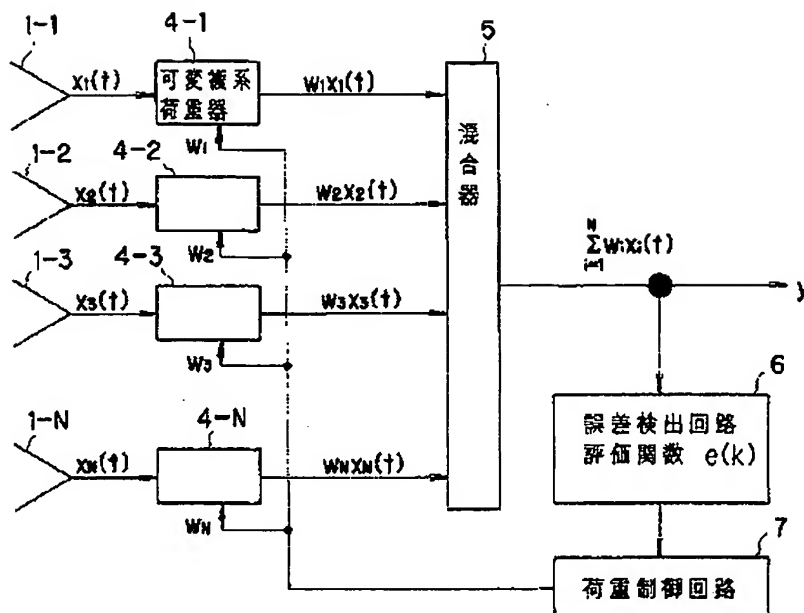 1-1
4-1
5
X1(t)
可変複系
荷重器
W1X1(t)
W1
混合器
1-2
4-2
X2(t)
W2X2(t)
W2
N
Σ WiXi(t)
i=1
y
1-3
4-3
X3(t)
W3X3(t)
W3
6
誤差検出回路
評価関数 e(k)
1-N
4-N
XN(t)
WNXN(t)
WN
7
荷重制御回路